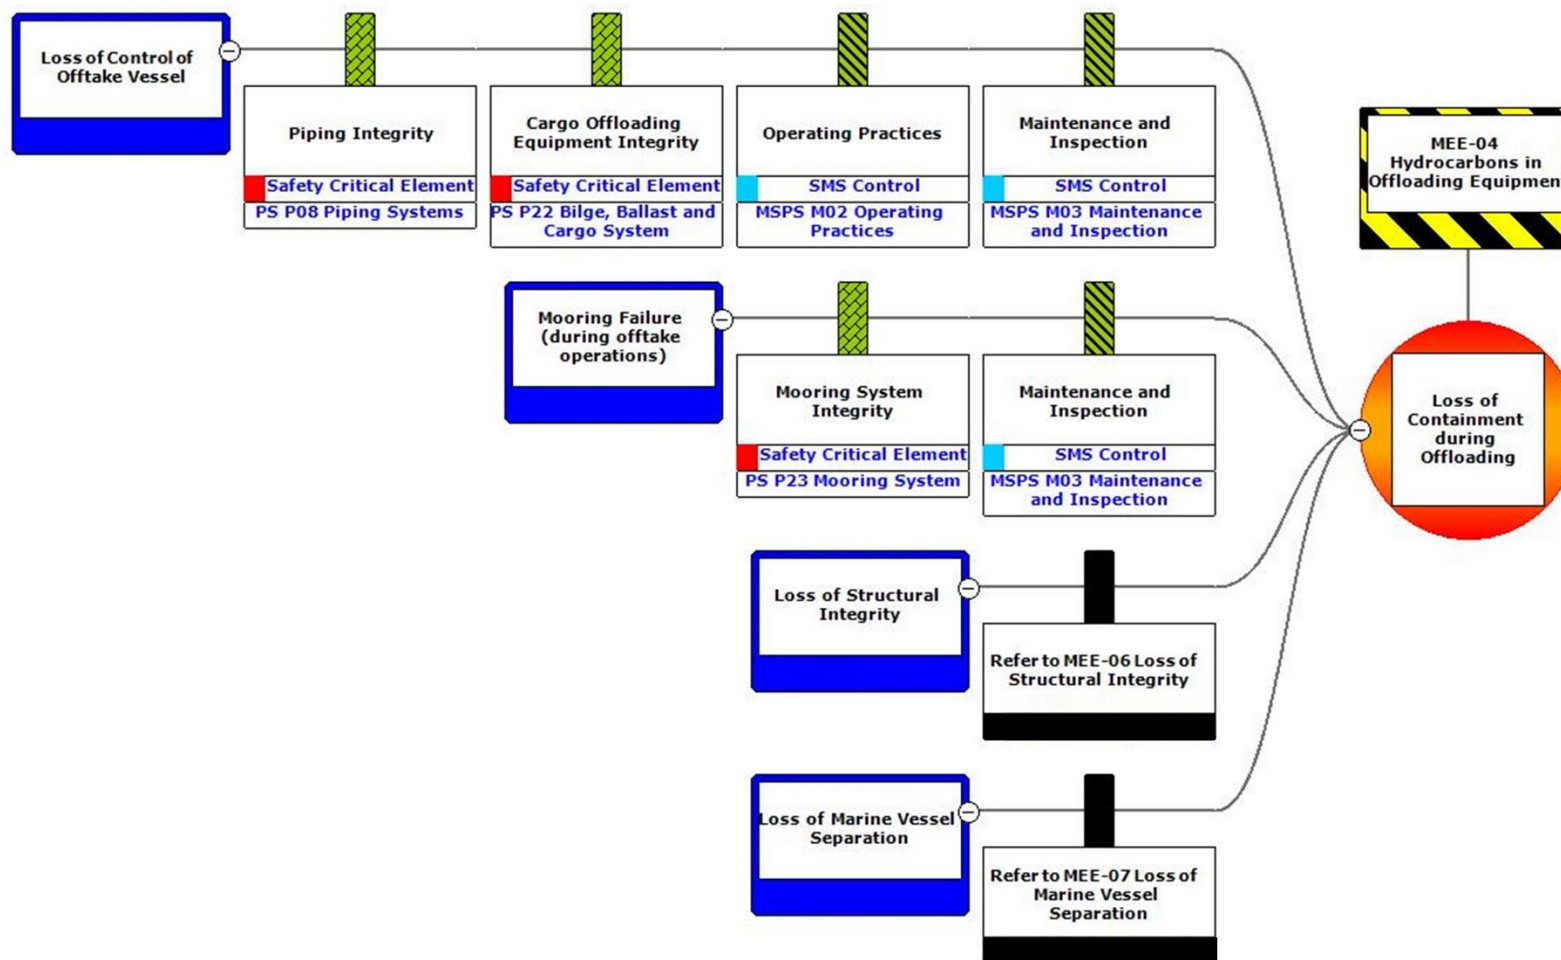 Loss of Control of
Offtake Vessel
Piping Integrity
Safety Critical Element
PS P08 Piping Systems
Cargo Offloading
Equipment Integrity
Safety Critical Element
PS P22 Bilge, Ballast and
Cargo System
Operating Practices
SMS Control
MSPS M02 Operating
Practices
Maintenance and
Inspection
SMS Control
MSPS M03 Maintenance
and Inspection
MEE-04
Hydrocarbons in
Offloading Equipmen
Mooring Failure
(during offtake
operations)
Mooring System
Integrity
Safety Critical Element
PS P23 Mooring System
Maintenance and
Inspection
SMS Control
MSPS M03 Maintenance
and Inspection
Loss of
Containment
during
Offloading
Loss of Structural
Integrity
Refer to MEE-06 Loss of
Structural Integrity
Loss of Marine Vessel
Separation
Refer to MEE-07 Loss of
Marine Vessel
Separation